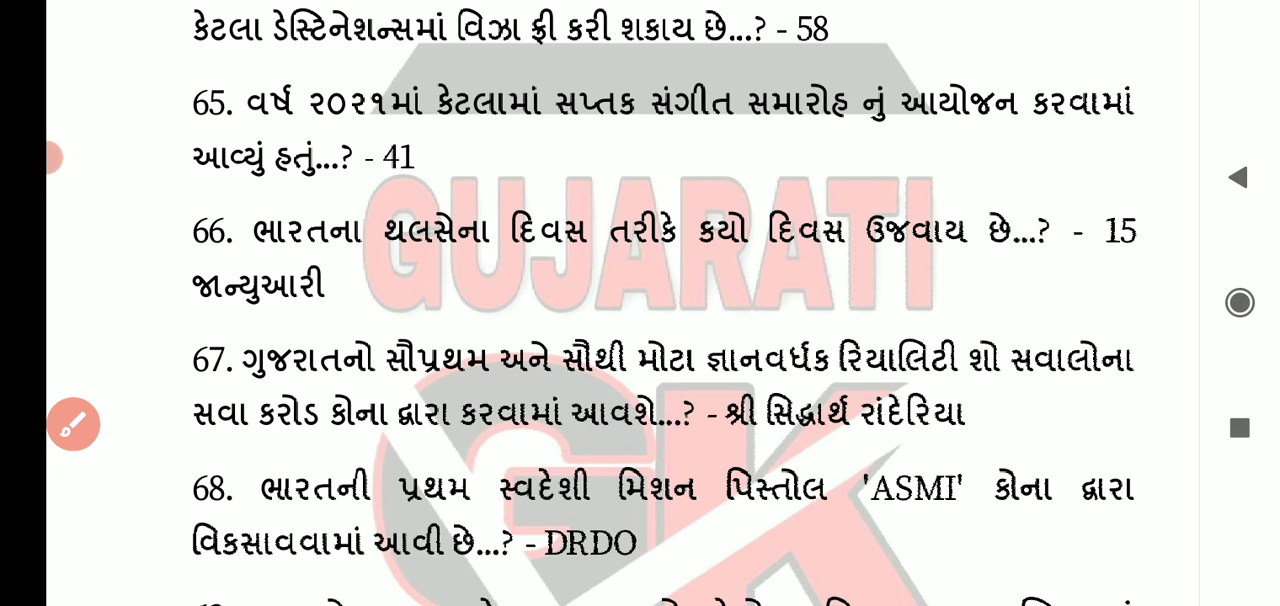 કેટલા ડેસ્ટિનેશન્સમાં વિઝા ફ્રી કરી શકાય છે...? - 58
65. વર્ષ ૨૦૨૧માં કેટલામાં સપ્તક સંગીત સમારોહ નું આયોજન કરવામાં
આવ્યું હતું...? - 41
66. ભારતના થલસેના દિવસ તરીકે કયો દિવસ ઉજવાય છે...? - 15
જાન્યુઆરી
67. ગુજરાતનો સૌપ્રથમ અને સૌથી મોટા જ્ઞાનવર્ધક રિયાલિટી શો સવાલોના
સવા કરોડ કોના દ્વારા કરવામાં આવશે...? - શ્રી સિદ્ધાર્થ રાંદેરિયા
68. ભારતની પ્રથમ સ્વદેશી મિશન પિસ્તોલ 'ASMI' કોના દ્વારા
વિકસાવવામાં આવી છે...? - DRDO
GUJARATI
GK